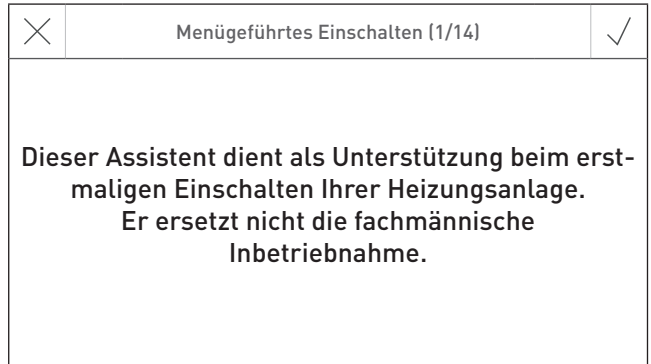 Menügeführtes Einschalten (1/14)
Dieser Assistent dient als Unterstützung beim erst-
maligen Einschalten Ihrer Heizungsanlage.
Er ersetzt nicht die fachmännische
Inbetriebnahme.